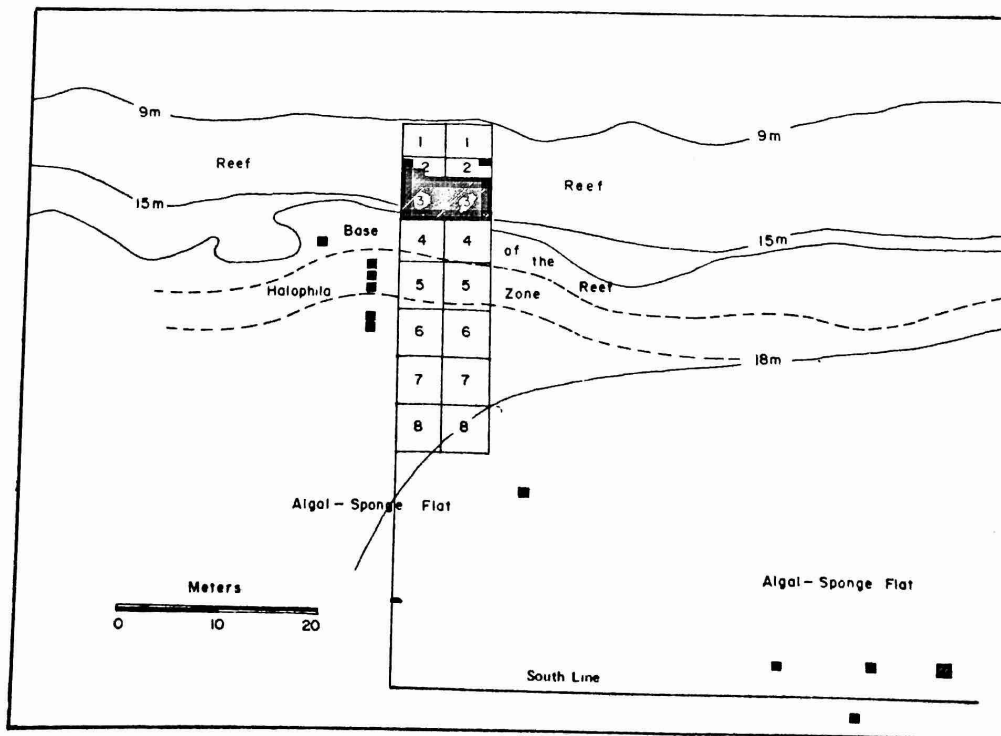 9m
9m
1 1
Reef
2 2
Reef
3 3
15m
Base
4 4
of
the
15m
Halophila
5 5
Zone
Reef
6 6
18m
7 7
8 8
Algal-Sponge Flat
Meters
Algal-Sponge Flat
0 10 20
South Line